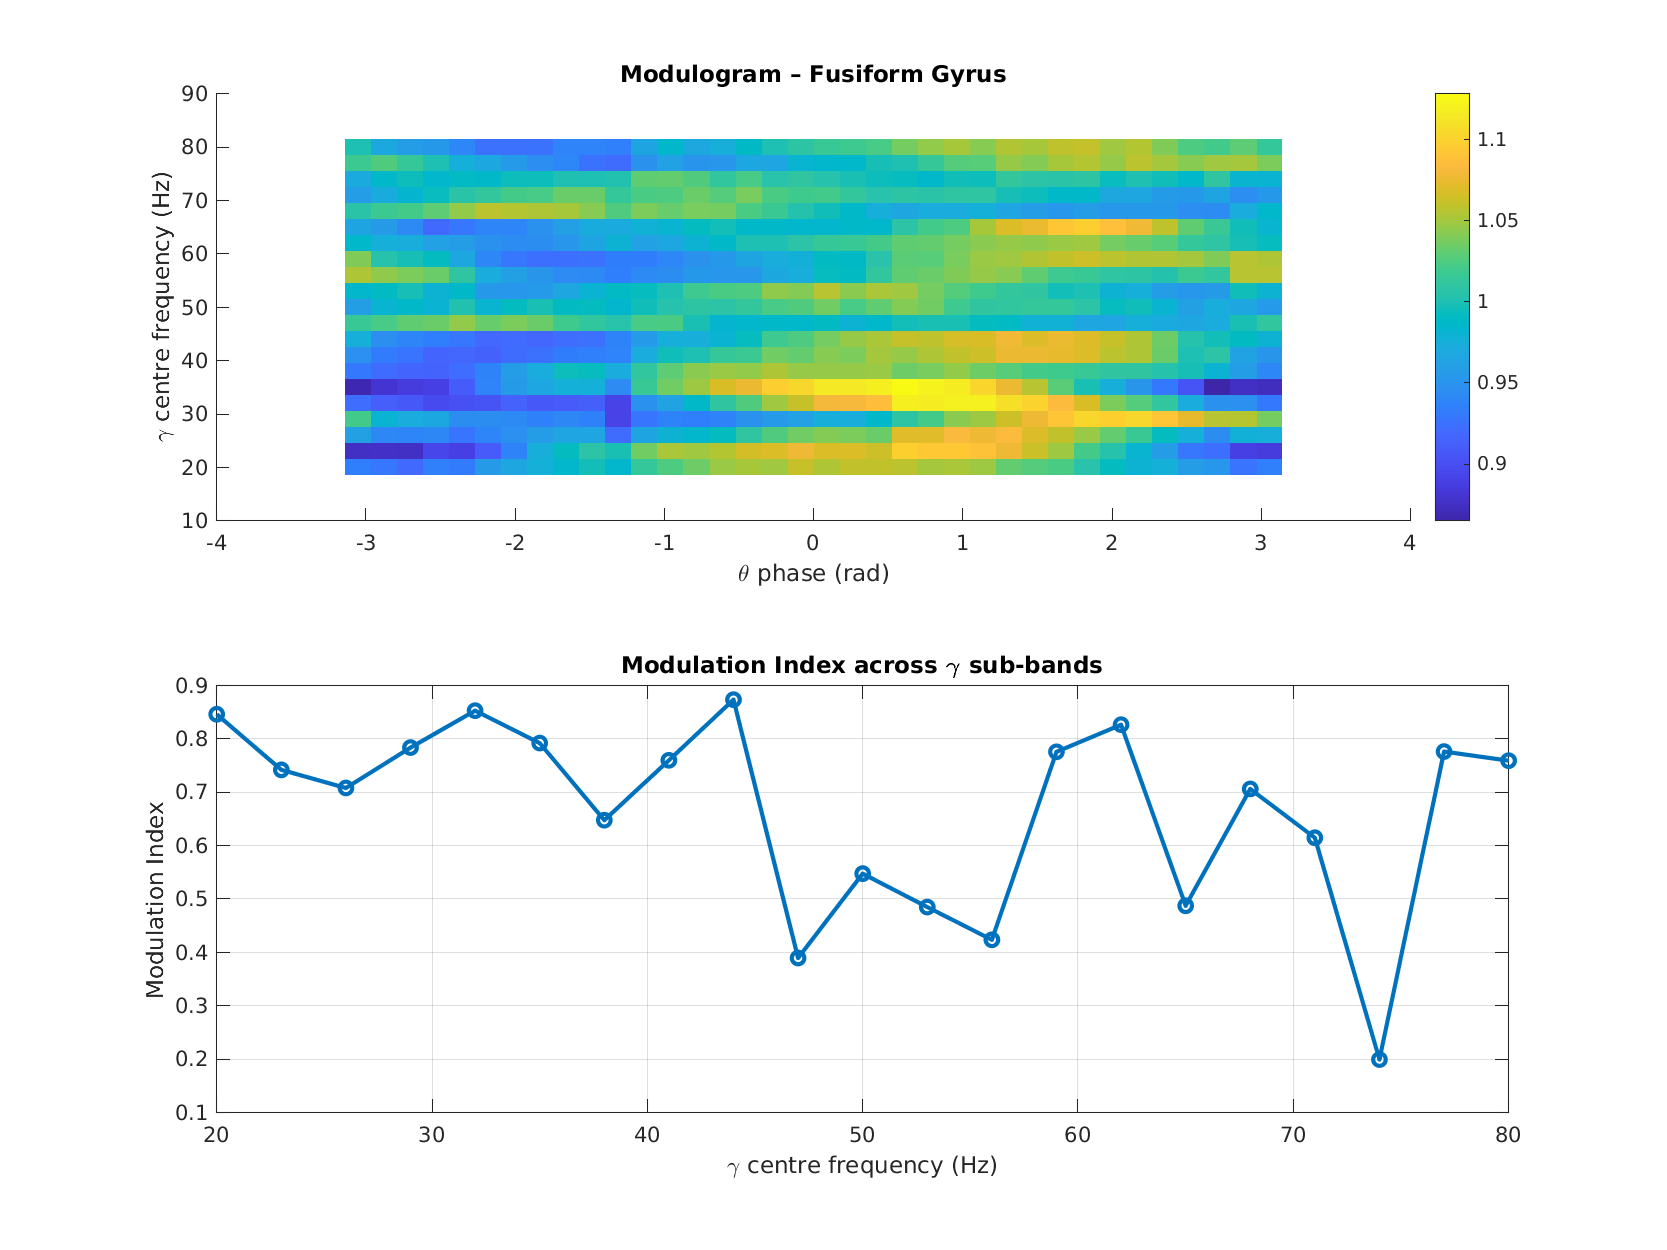 Modulogram – Fusiform Gyrus
γ centre frequency (Hz)
90
80
70
60
50
40
30
20
10
-4 -3 -2 -1 0 1 2 3 4
θ phase (rad)
1.1
1.05
1
0.95
0.9
Modulation Index across γ sub-bands
Modulation Index
0.9
0.8
0.7
0.6
0.5
0.4
0.3
0.2
0.1
20 30 40 50 60 70 80
γ centre frequency (Hz)